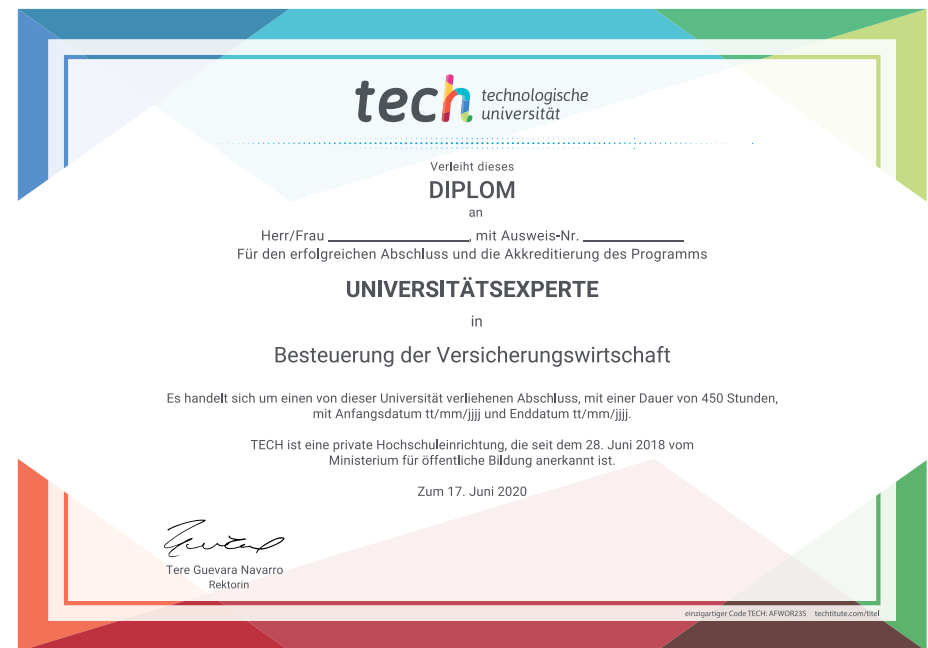 tech technologische
universität
Verleiht dieses
DIPLOM
an
Herr/Frau ____________________, mit Ausweis-Nr. ______________
Für den erfolgreichen Abschluss und die Akkreditierung des Programms
UNIVERSITÄTSEXPERTE
in
Besteuerung der Versicherungswirtschaft
Es handelt sich um einen von dieser Universität verliehenen Abschluss, mit einer Dauer von 450 Stunden,
mit Anfangsdatum tt/mm/jjjj und Enddatum tt/mm/jjjj.
TECH ist eine private Hochschuleinrichtung, die seit dem 28. Juni 2018 vom
Ministerium für öffentliche Bildung anerkannt ist.
Zum 17. Juni 2020
Tere Guevara Navarro
Rektorin
einzigartiger Code TECH: AFWOR23S techtitute.com/titel